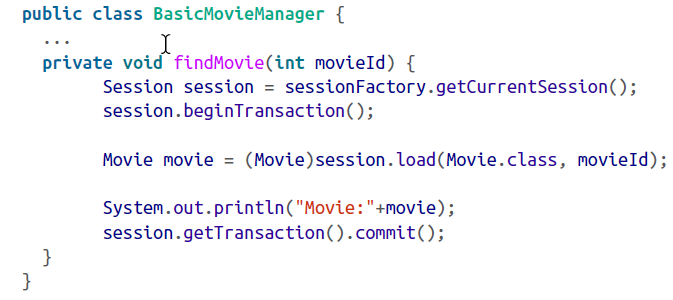 public class BasicMovieManager {
...
private void findMovie(int movieId) {
Session session = sessionFactory.getCurrentSession();
session.beginTransaction();
Movie movie = (Movie)session.load(Movie.class, movieId);
System.out.println("Movie:"+movie);
session.getTransaction().commit();
}
}